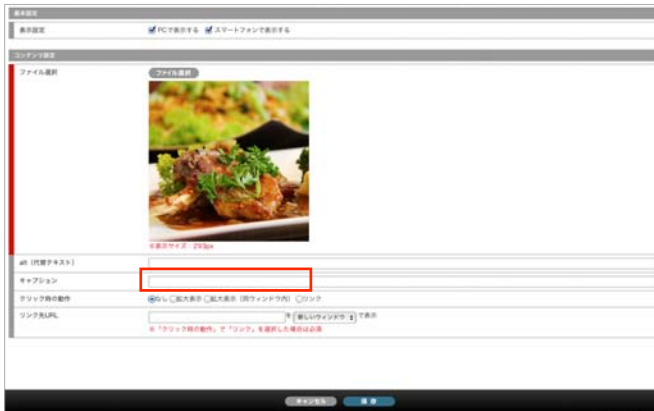 基本設定
表示設定
PCで表示する スマートフォンで表示する
コンテンツ設定
ファイル選択
ファイル選択
※表示サイズ：293px
alt（代替テキスト）
キャプション
クリック時の動作
なし 拡大表示 拡大表示（同ウィンドウ内） リンク
リンク先URL
を 新しいウィンドウ で表示
※「クリック時の動作」で「リンク」を選択した場合は必須
キャンセル 保存